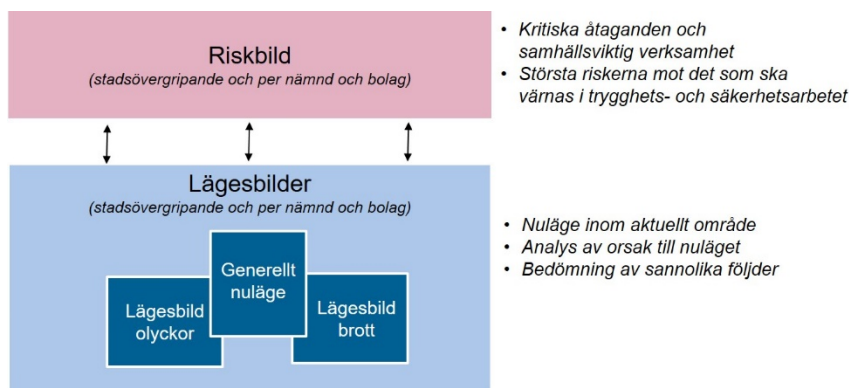 Riskbild
(stadsövergripande och per nämnd och bolag)
• Kritiska åtaganden och
samhällsviktig verksamhet
• Största riskerna mot det som ska
värnas i trygghets- och säkerhetsarbetet
Lägesbilder
(stadsövergripande och per nämnd och bolag)
Generellt
nuläge
Lägesbild
olyckor
Lägesbild
brott
• Nuläge inom aktuellt område
• Analys av orsak till nuläget
• Bedömning av sannolika följder